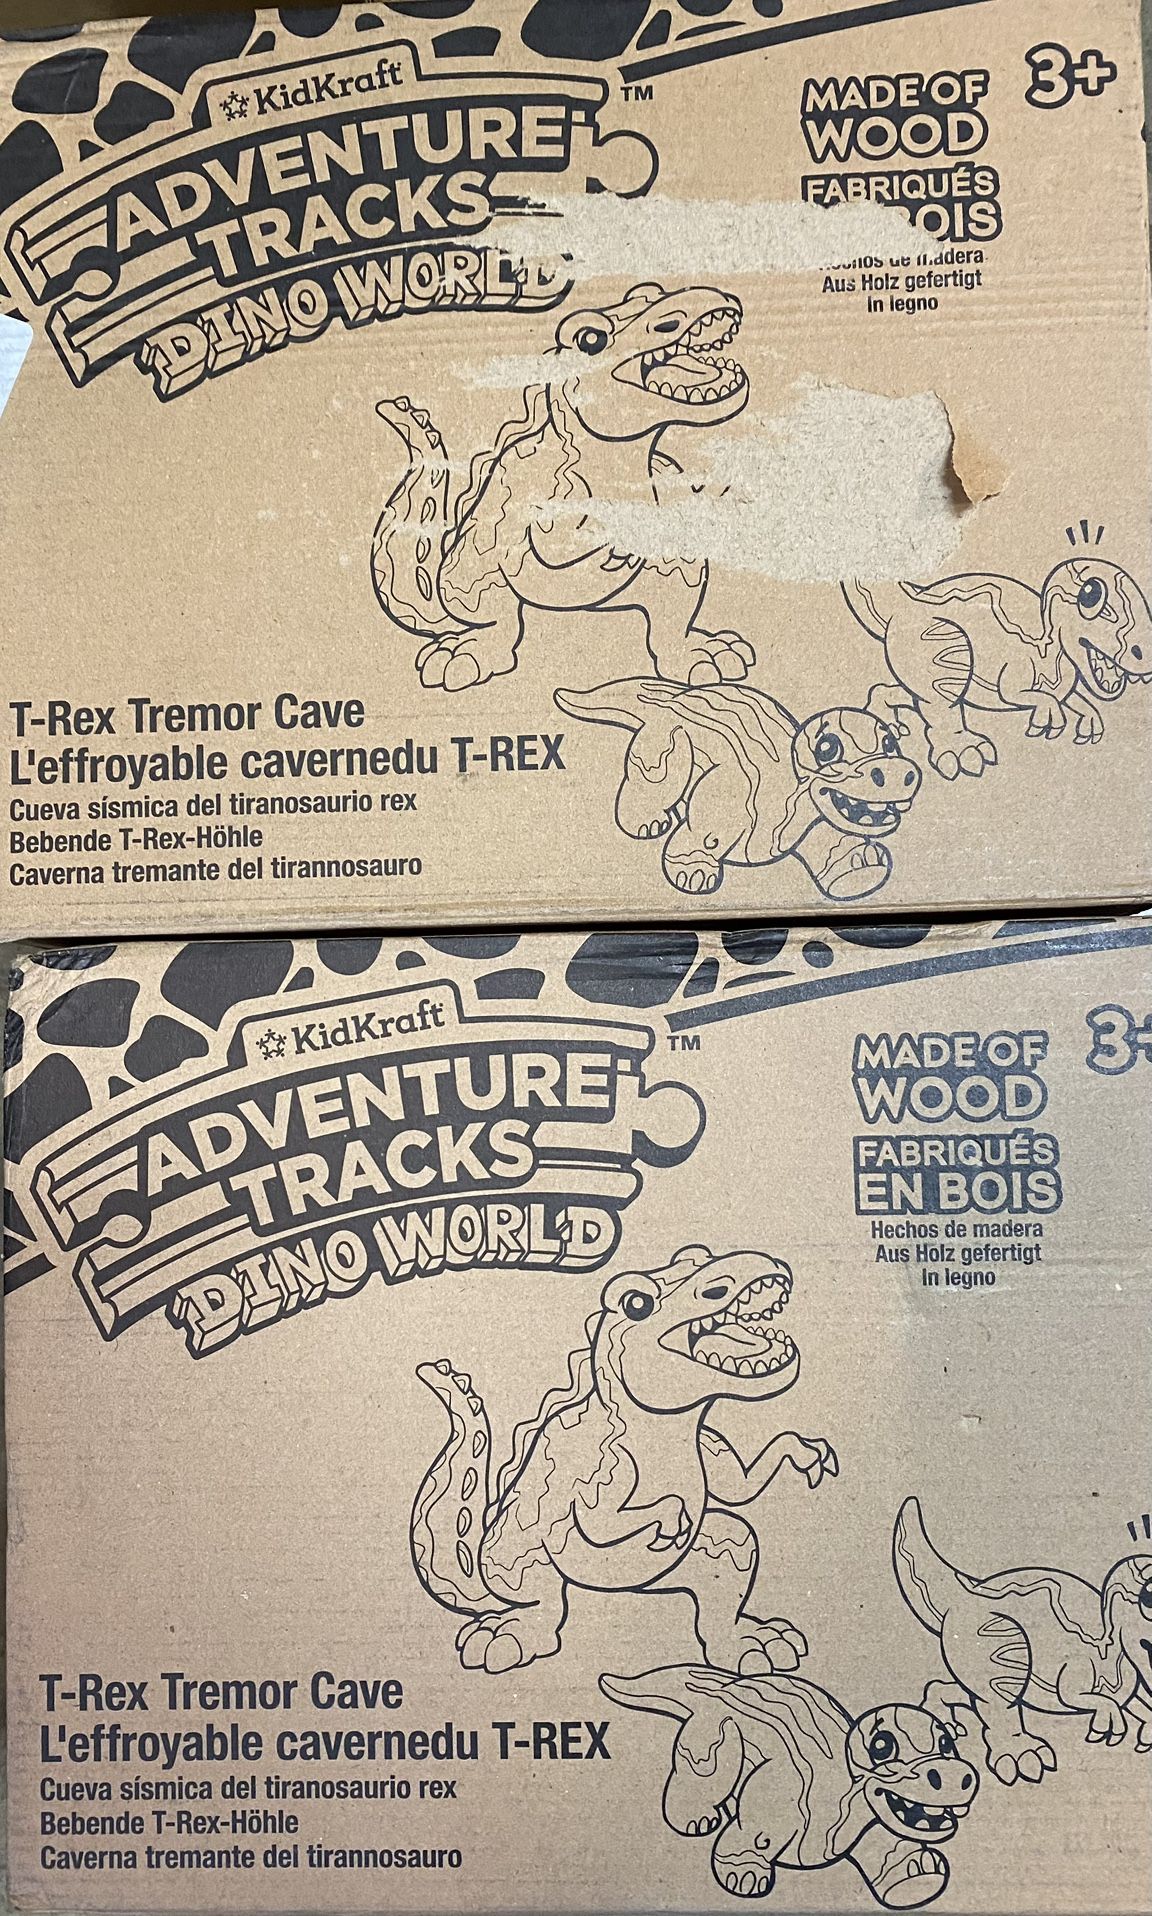 KidKraft
ADVENTURE
TRACKS
DINO WORLD
TM
MADE OF
WOOD
3+
FABRIQUÉS
OIS
madera
Aus Holz gefertigt
In legno
T-Rex Tremor Cave
L'effroyable cavernedu T-REX
Cueva sísmica del tiranosaurio rex
Bebende T-Rex-Höhle
Caverna tremante del tirannosauro
KidKraft
ADVENTURE
TRACKS
DINO WORLD
TM
MADE OF
WOOD
3+
FABRIQUÉS
EN BOIS
Hechos de madera
Aus Holz gefertigt
In legno
T-Rex Tremor Cave
L'effroyable cavernedu T-REX
Cueva sísmica del tiranosaurio rex
Bebende T-Rex-Höhle
Caverna tremante del tirannosauro